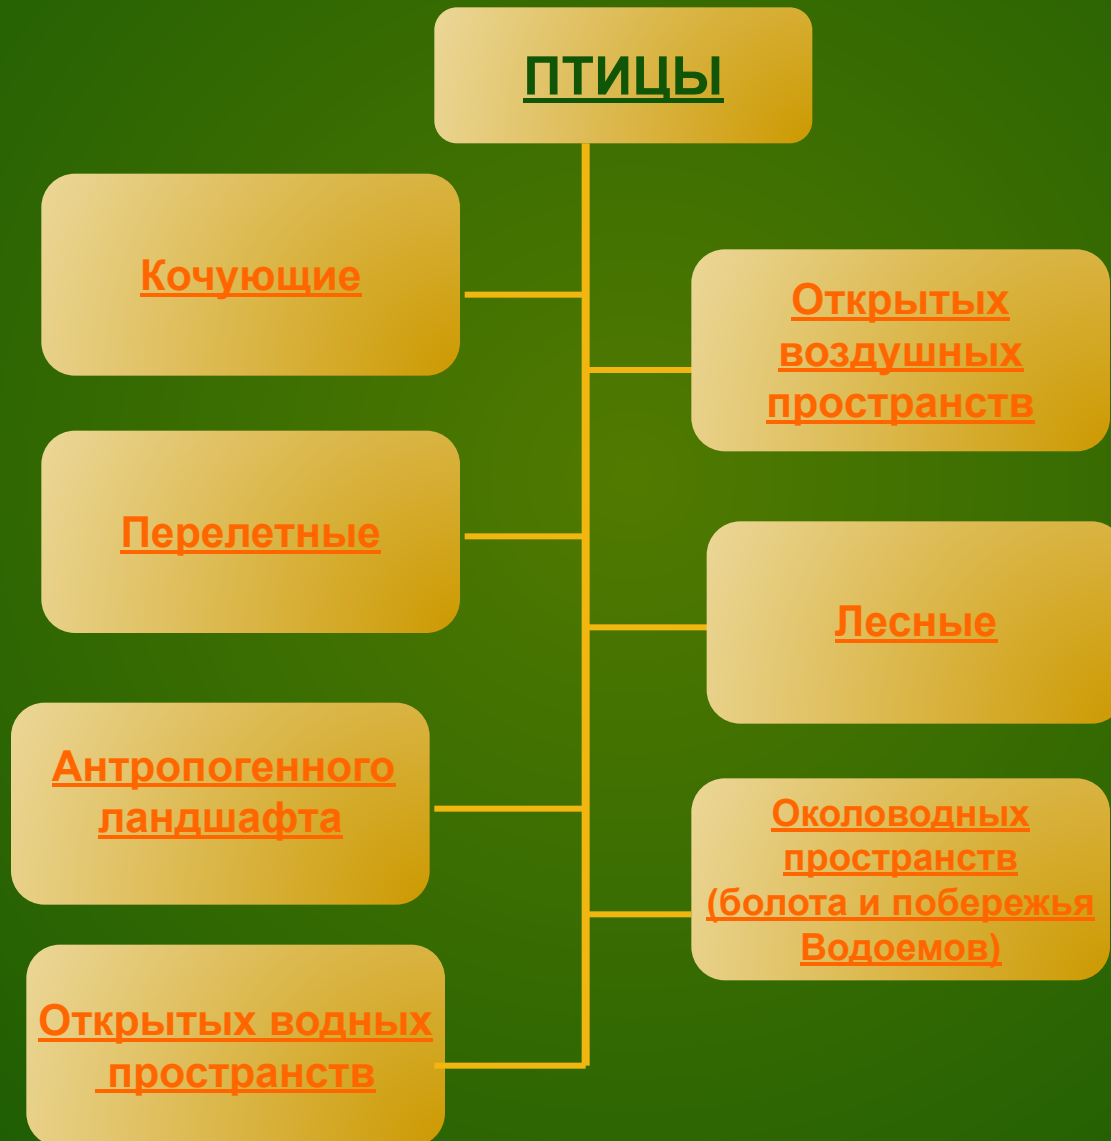 ПТИЦЫ
Кочующие
Открытых
воздушных
пространств
Перелетные
Лесные
Антропогенного
ландшафта
Околоводных
пространств
(болота и побережья
Водоемов)
Открытых водных
пространств